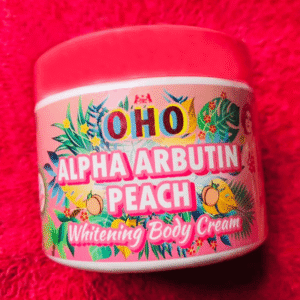 OHO
ALPHA ARBUTIN
PEACH
Whitening Body Cream